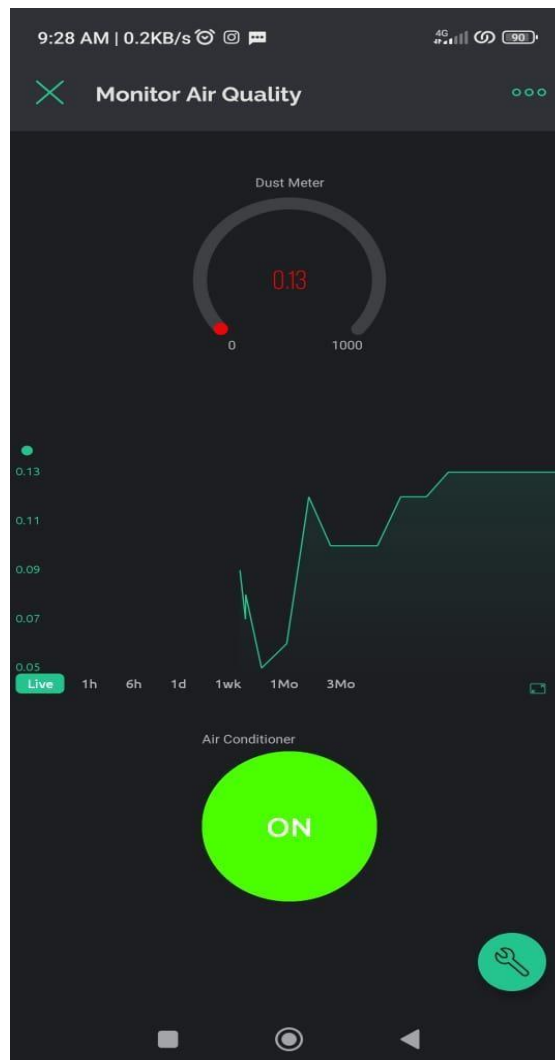 9:28 AM | 0.2KB/s
4G 90
Monitor Air Quality
Dust Meter
0.13
0 1000
0.13
0.11
0.09
0.07
0.05
Live 1h 6h 1d 1wk 1Mo 3Mo
Air Conditioner
ON